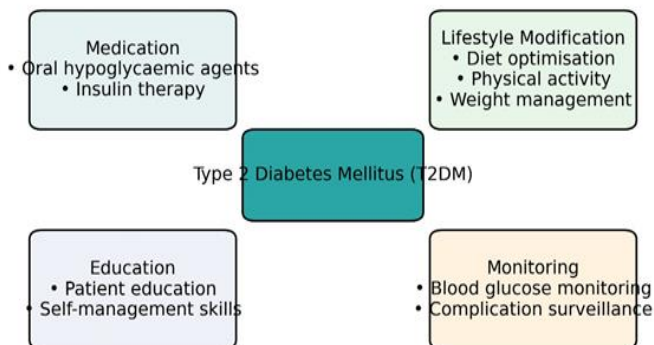 Medication
• Oral hypoglycaemic agents
• Insulin therapy
Lifestyle Modification
• Diet optimisation
• Physical activity
• Weight management
Type 2 Diabetes Mellitus (T2DM)
Education
• Patient education
• Self-management skills
Monitoring
• Blood glucose monitoring
• Complication surveillance